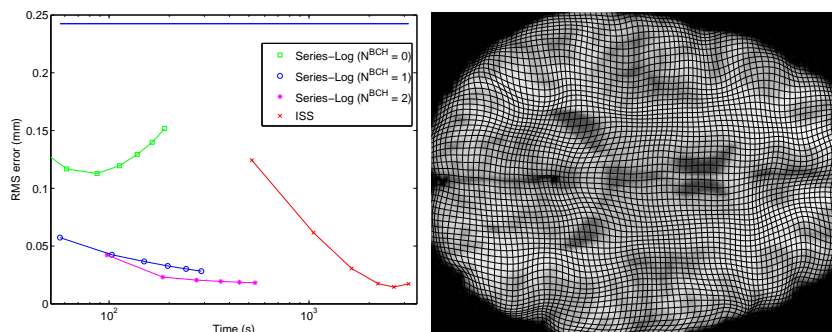 0.25
0.2
0.15
0.1
0.05
0
RMS error (mm)
Series−Log (N^BCH = 0)
Series−Log (N^BCH = 1)
Series−Log (N^BCH = 2)
ISS
10^2
10^3
Time (s)